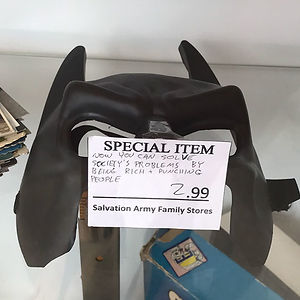 SPECIAL ITEM
NOW YOU CAN SOLVE
SOCIETY'S PROBLEMS BY
BEING RICH + PUNCHING
PEOPLE
2.99
Salvation Army Family Stores